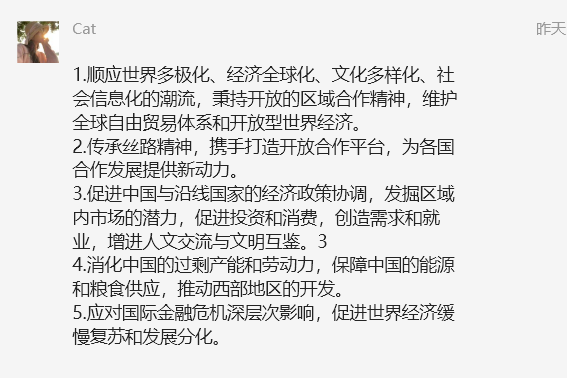 Cat
昨天
1.顺应世界多极化、经济全球化、文化多样化、社
会信息化的潮流，秉持开放的区域合作精神，维护
全球自由贸易体系和开放型世界经济。
2.传承丝路精神，携手打造开放合作平台，为各国
合作发展提供新动力。
3.促进中国与沿线国家的经济政策协调，发掘区域
内市场的潜力，促进投资和消费，创造需求和就
业，增进人文交流与文明互鉴。3
4.消化中国的过剩产能和劳动力，保障中国的能源
和粮食供应，推动西部地区的开发。
5.应对国际金融危机深层次影响，促进世界经济缓
慢复苏和发展分化。